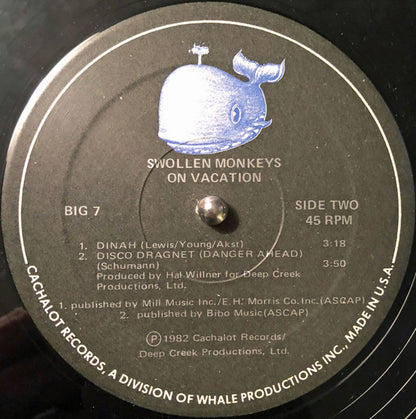 SWOLLEN MONKEYS
ON VACATION
BIG 7
SIDE TWO
45 RPM
1. DINAH (Lewis/Young/Akst) 3:18
2. DISCO DRAGNET (DANGER AHEAD)
(Schumann) 3:50
Produced by Hal Willner for Deep Creek
Productions, Ltd.
1. published by Mill Music Inc./E.H. Morris Co. Inc.(ASCAP)
2. published by Bibo Music(ASCAP)
Ⓟ 1982 Cachalot Records/
Deep Creek Productions, Ltd.
CACHALOT RECORDS, A DIVISION OF WHALE PRODUCTIONS INC., MADE IN U.S.A.